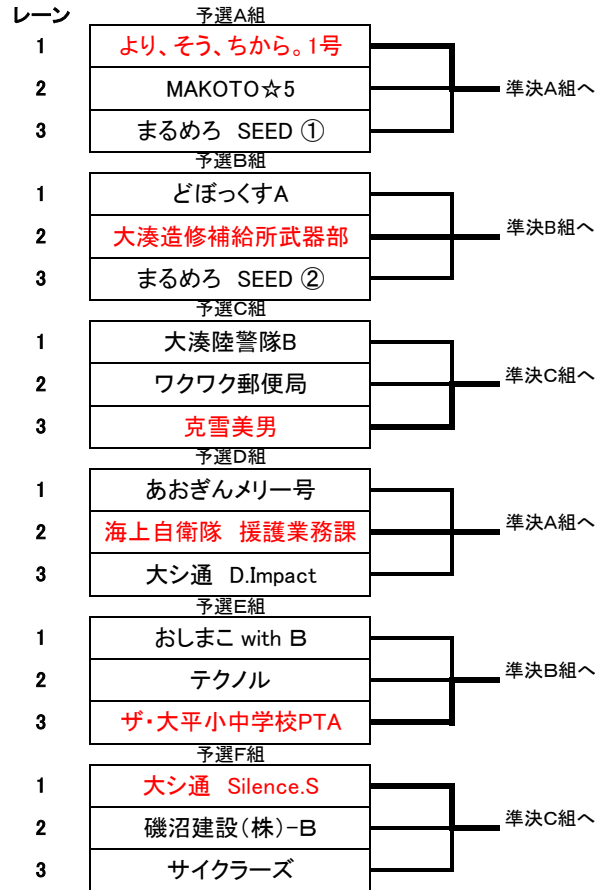 レーン
予選A組
1 より、そう、ちから。1号
2 MAKOTO☆5 準決A組へ
3 まるめろ SEED ①
予選B組
1 どぼっくすA
2 大湊造修補給所武器部 準決B組へ
3 まるめろ SEED ②
予選C組
1 大湊陸警隊B
2 ワクワク郵便局 準決C組へ
3 克雪美男
予選D組
1 あおぎんメリー号
2 海上自衛隊 援護業務課 準決A組へ
3 大シ通 D.Impact
予選E組
1 おしまこ with B
2 テクノル 準決B組へ
3 ザ・大平小中学校PTA
予選F組
1 大シ通 Silence.S
2 磯沼建設(株)-B 準決C組へ
3 サイクラーズ